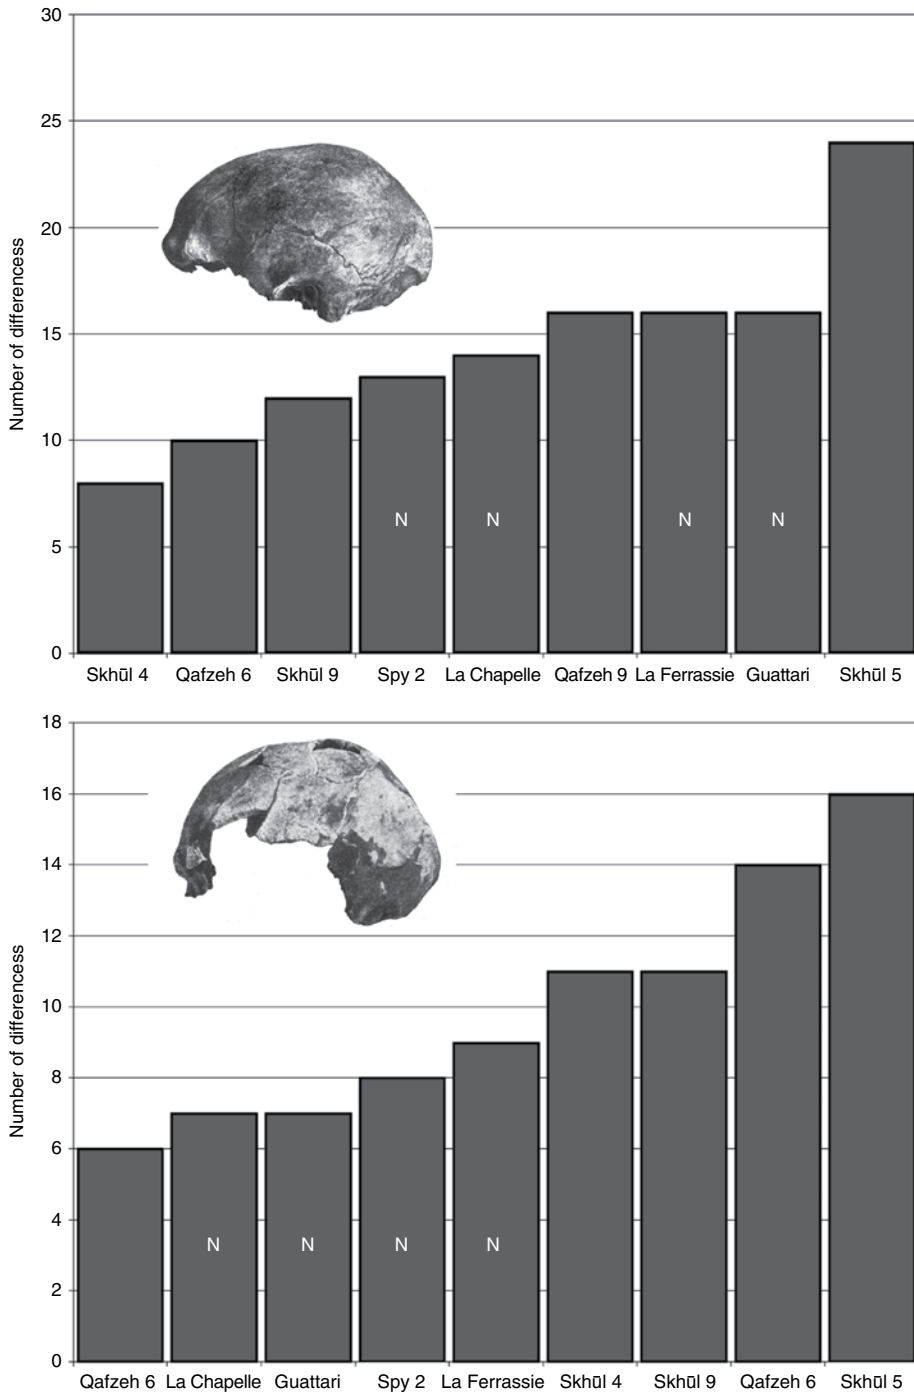 30
25
20
15
10
5
0
Number of differencess
N
N
N
N
Skhūl 4 Qafzeh 6 Skhūl 9 Spy 2 La Chapelle Qafzeh 9 La Ferrassie Guattari Skhūl 5
18
16
14
12
10
8
6
4
2
0
Number of differencess
N
N
N
N
Qafzeh 6 La Chapelle Guattari Spy 2 La Ferrassie Skhūl 4 Skhūl 9 Qafzeh 6 Skhūl 5